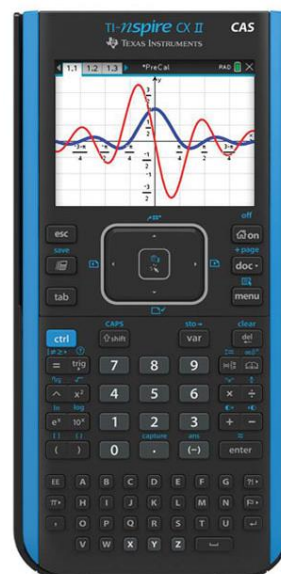 TI-nspire CX II CAS
TEXAS INSTRUMENTS
1.1 1.2 1.3 *PreCal RAD
y
off
esc on
save +page
doc
tab menu
CAPS sto→ clear
ctrl shift var del
= trig 7 8 9
^ x² 4 5 6 × ÷
eˣ 10ˣ 1 2 3 + −
capture ans
( ) 0 . (−) enter
EE A B C D E F G ?!
π H I J K L M N
, O P Q R S T U
V W X Y Z